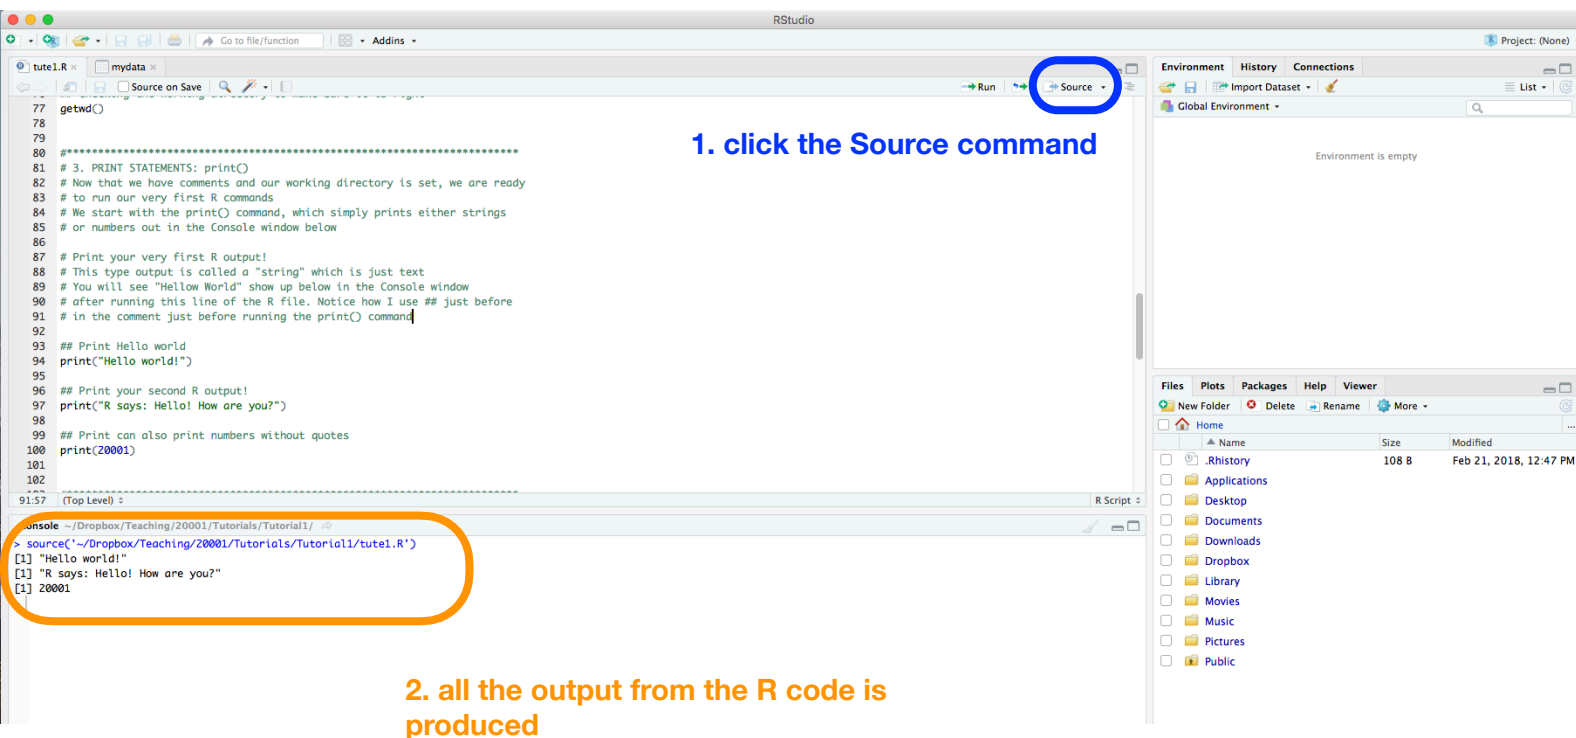 RStudio
Go to file/function
Addins
Project: (None)
tute1.R
mydata
Source on Save
Run
Source
77 getwd()
78
79
80 #************************************************************************
81 # 3. PRINT STATEMENTS: print()
82 # Now that we have comments and our working directory is set, we are ready
83 # to run our very first R commands
84 # We start with the print() command, which simply prints either strings
85 # or numbers out in the Console window below
86
87 # Print your very first R output!
88 # This type output is called a "string" which is just text
89 # You will see "Hellow World" show up below in the Console window
90 # after running this line of the R file. Notice how I use ## just before
91 # in the comment just before running the print() command
92
93 ## Print Hello world
94 print("Hello world!")
95
96 ## Print your second R output!
97 print("R says: Hello! How are you?")
98
99 ## Print can also print numbers without quotes
100 print(20001)
101
102
91:57 (Top Level)
R Script
1. click the Source command
Console ~/Dropbox/Teaching/20001/Tutorials/Tutorial1/
> source('~/Dropbox/Teaching/20001/Tutorials/Tutorial1/tute1.R')
[1] "Hello world!"
[1] "R says: Hello! How are you?"
[1] 20001
2. all the output from the R code is
produced
Environment History Connections
Import Dataset
List
Global Environment
Environment is empty
Files Plots Packages Help Viewer
New Folder Delete Rename More
Home
...
Name Size Modified
.Rhistory 108 B Feb 21, 2018, 12:47 PM
Applications
Desktop
Documents
Downloads
Dropbox
Library
Movies
Music
Pictures
Public